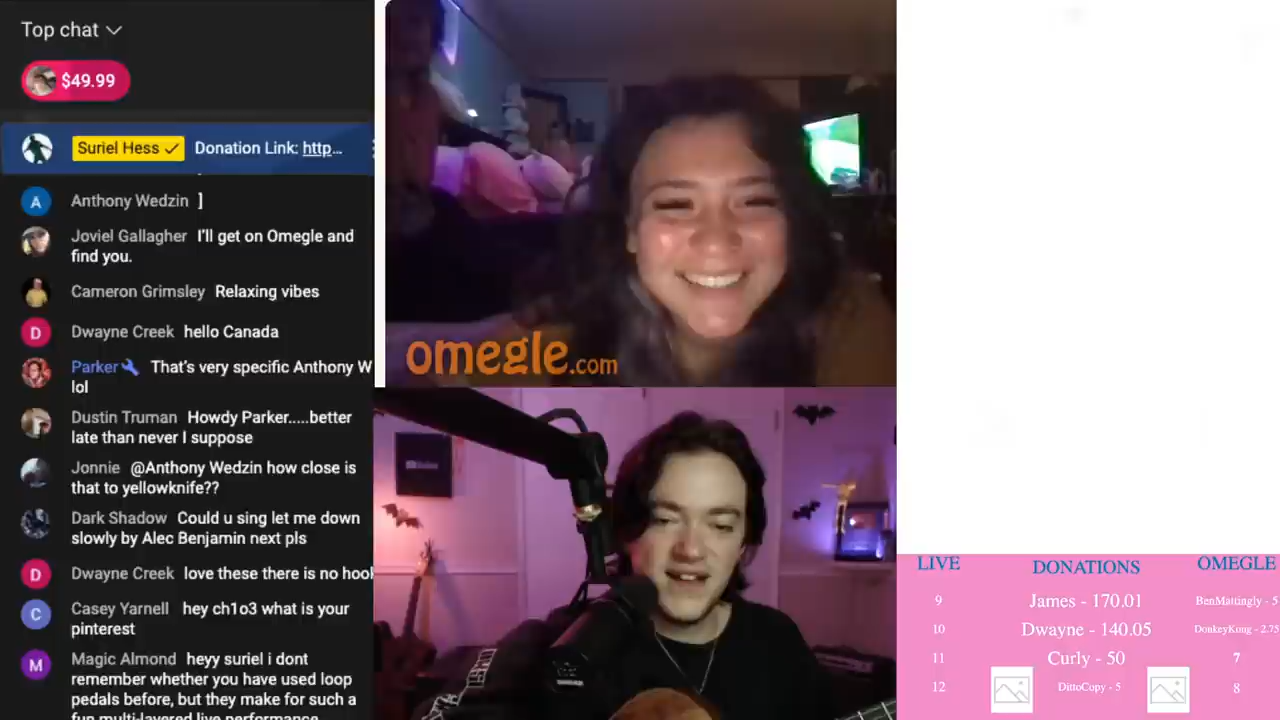 Top chat
$49.99
Suriel Hess Donation Link: http...
Anthony Wedzin ]
Joviel Gallagher I'll get on Omegle and
find you.
Cameron Grimsley Relaxing vibes
D Dwayne Creek hello Canada
Parker That's very specific Anthony W
lol
Dustin Truman Howdy Parker.....better
late than never I suppose
Jonnie @Anthony Wedzin how close is
that to yellowknife??
Dark Shadow Could u sing let me down
slowly by Alec Benjamin next pls
D Dwayne Creek love these there is no hook
C Casey Yarnell hey ch1o3 what is your
pinterest
M Magic Almond heyy suriel i dont
remember whether you have used loop
pedals before, but they make for such a
fun multi-layered live performance
omegle.com
LIVE DONATIONS OMEGLE
9 James - 170.01 BenMattingly - 5
10 Dwayne - 140.05 DonkeyKong - 2.75
11 Curly - 50 7
12 DittoCopy - 5 8